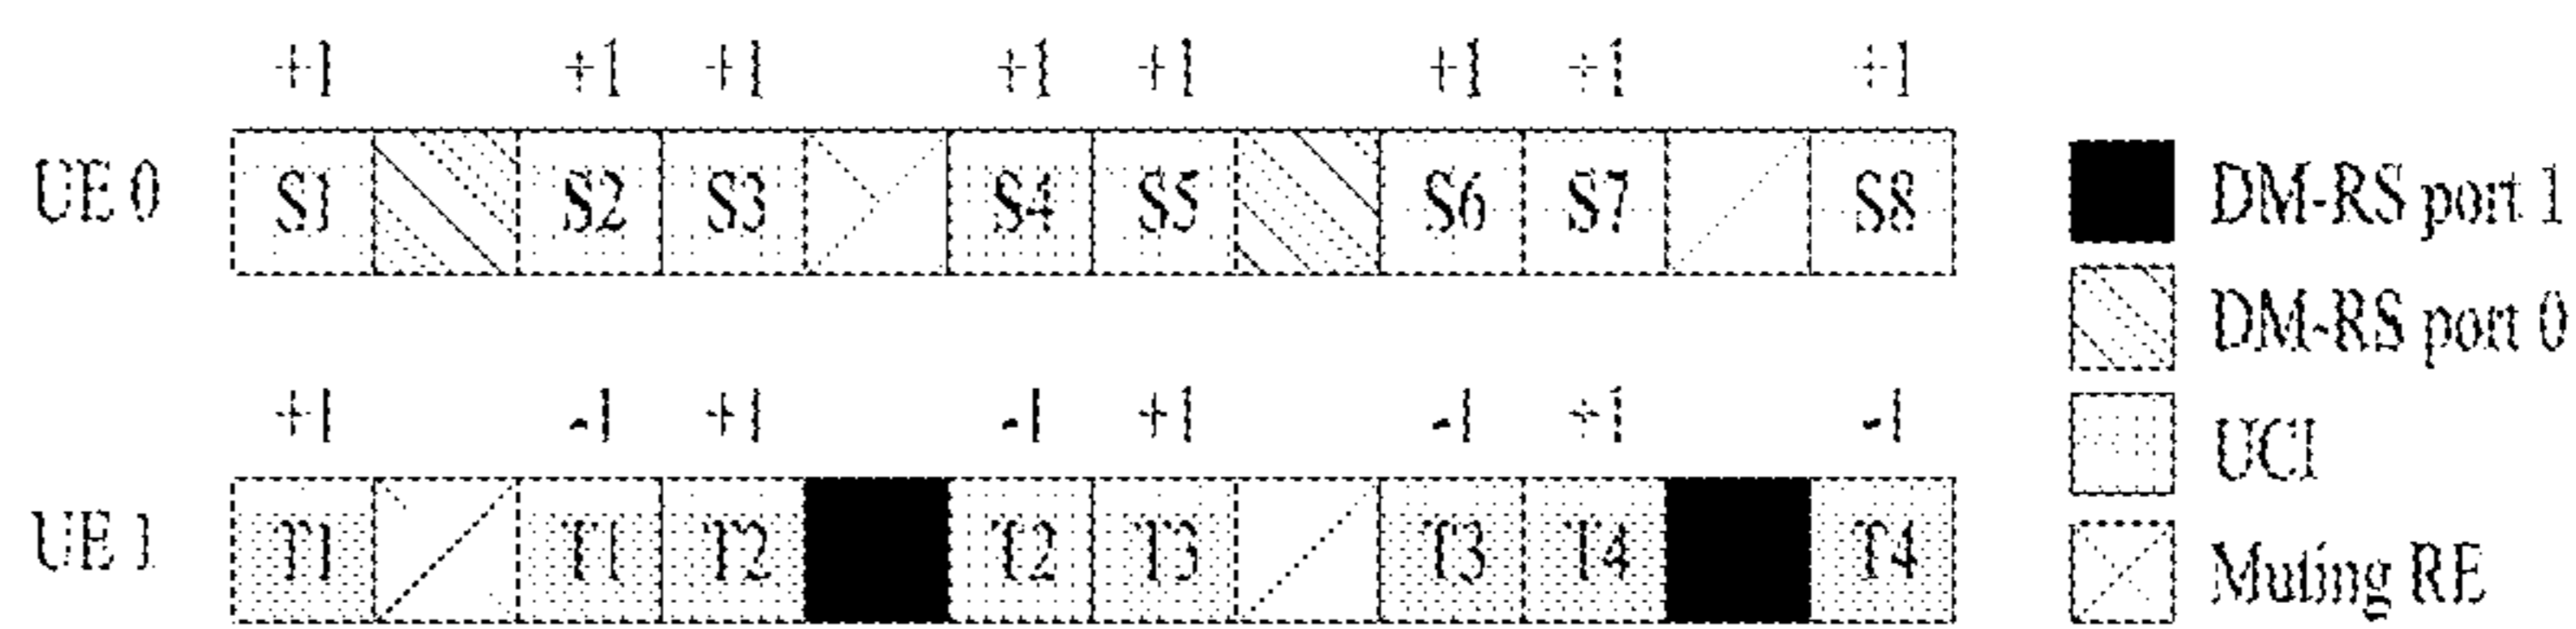 +1 +1 +1 +1 +1 +1 +1 +1
UE 0 S1 S2 S3 S4 S5 S6 S7 S8
+1 -1 +1 -1 +1 -1 +1 -1
UE 1 T1 T1 T2 T2 T3 T3 T4 T4
DM-RS port 1
DM-RS port 0
UCI
Muting RE